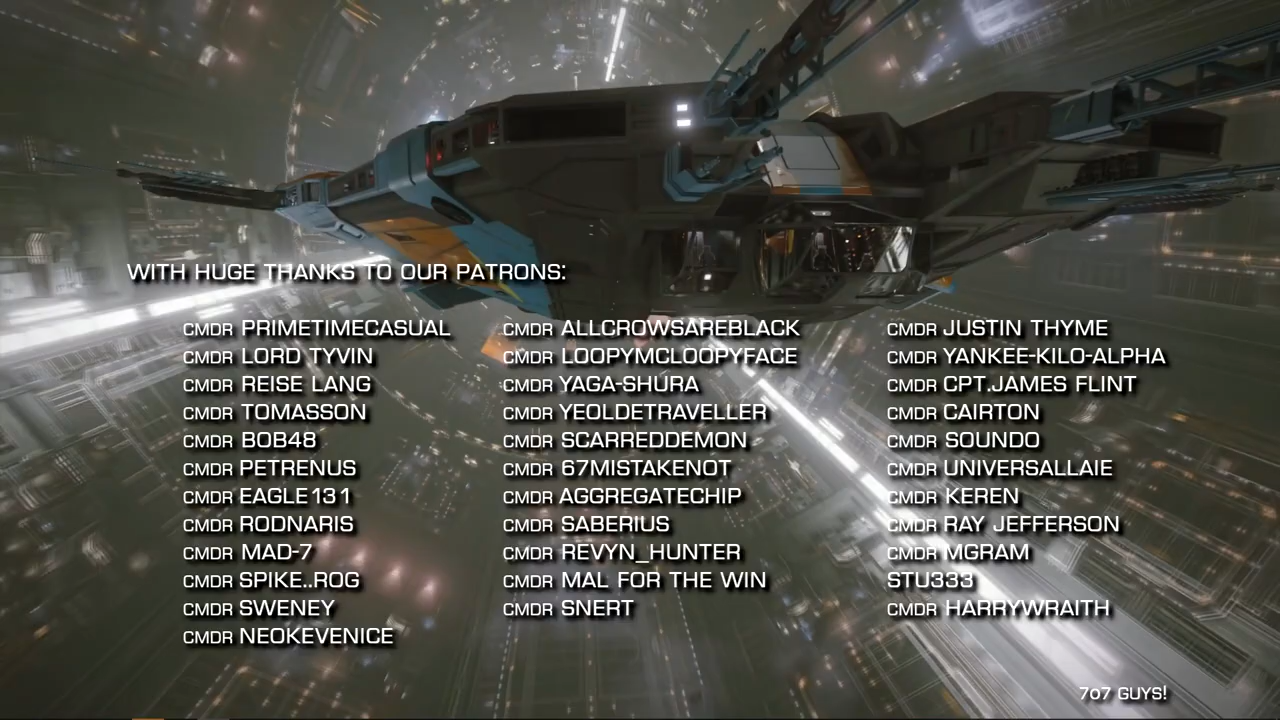 WITH HUGE THANKS TO OUR PATRONS:
CMDR PRIMETIMECASUAL
CMDR LORD TYVIN
CMDR REISE LANG
CMDR TOMASSON
CMDR BOB48
CMDR PETRENUS
CMDR EAGLE131
CMDR RODNARIS
CMDR MAD-7
CMDR SPIKE..ROG
CMDR SWENEY
CMDR NEOKEVENICE
CMDR ALLCROWSAREBLACK
CMDR LOOPYMCLOOPYFACE
CMDR YAGA-SHURA
CMDR YEOLDETRAVELLER
CMDR SCARREDDEMON
CMDR 67MISTAKENOT
CMDR AGGREGATECHIP
CMDR SABERIUS
CMDR REVYN_HUNTER
CMDR MAL FOR THE WIN
CMDR SNERT
CMDR JUSTIN THYME
CMDR YANKEE-KILO-ALPHA
CMDR CPT.JAMES FLINT
CMDR CAIRTON
CMDR SOUNDO
CMDR UNIVERSALLAIE
CMDR KEREN
CMDR RAY JEFFERSON
CMDR MGRAM
STU333
CMDR HARRYWRAITH
7o7 GUYS!